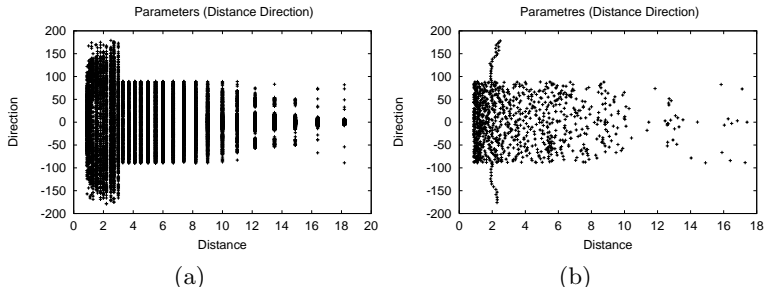 Parameters (Distance Direction)
200
150
100
50
0
-50
-100
-150
-200
Direction
0 2 4 6 8 10 12 14 16 18 20
Distance
(a)
Parametres (Distance Direction)
200
150
100
50
0
-50
-100
-150
-200
Direction
0 2 4 6 8 10 12 14 16 18
Distance
(b)